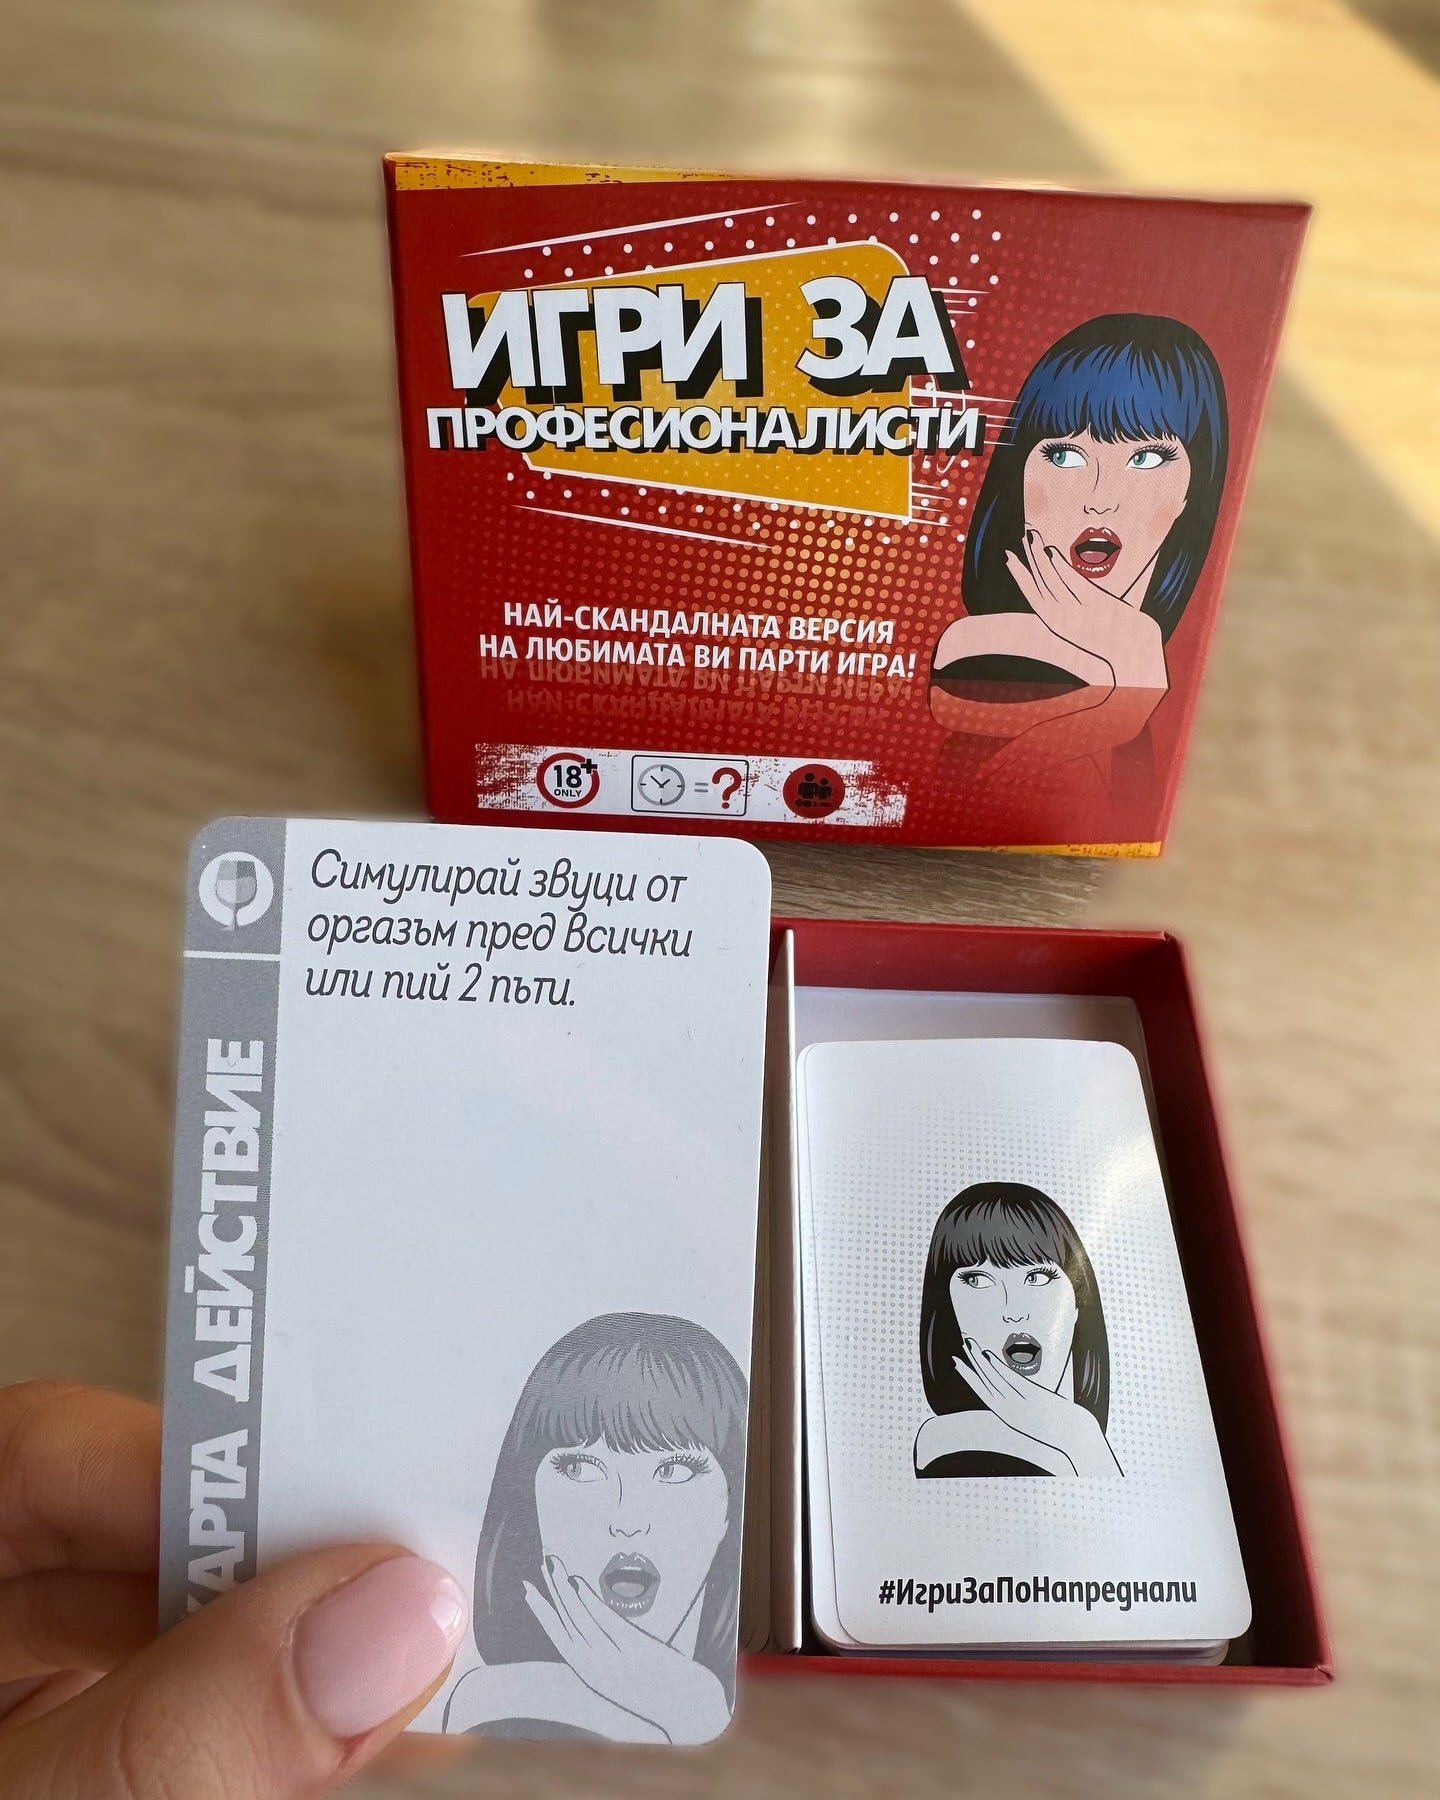 ИГРИ ЗА
ПРОФЕСИОНАЛИСТИ
НАЙ-СКАНДАЛНАТА ВЕРСИЯ
НА ЛЮБИМАТА ВИ ПАРТИ ИГРА!
18+
ONLY
= ?
Симулирай звуци от
оргазъм пред всички
или пий 2 пъти.
КАРТА ДЕЙСТВИЕ
#ИгриЗаПоНапреднали